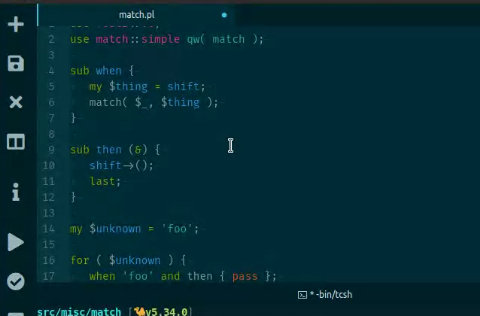 match.pl
2 use match::simple qw( match );
3
4 sub when {
5 my $thing = shift;
6 match( $_, $thing );
7 }
8
9 sub then (&) {
10 shift->();
11 last;
12 }
13
14 my $unknown = 'foo';
15
16 for ( $unknown ) {
17 when 'foo' and then { pass };
* -bin/tcsh
src/misc/match [🐪v5.34.0]